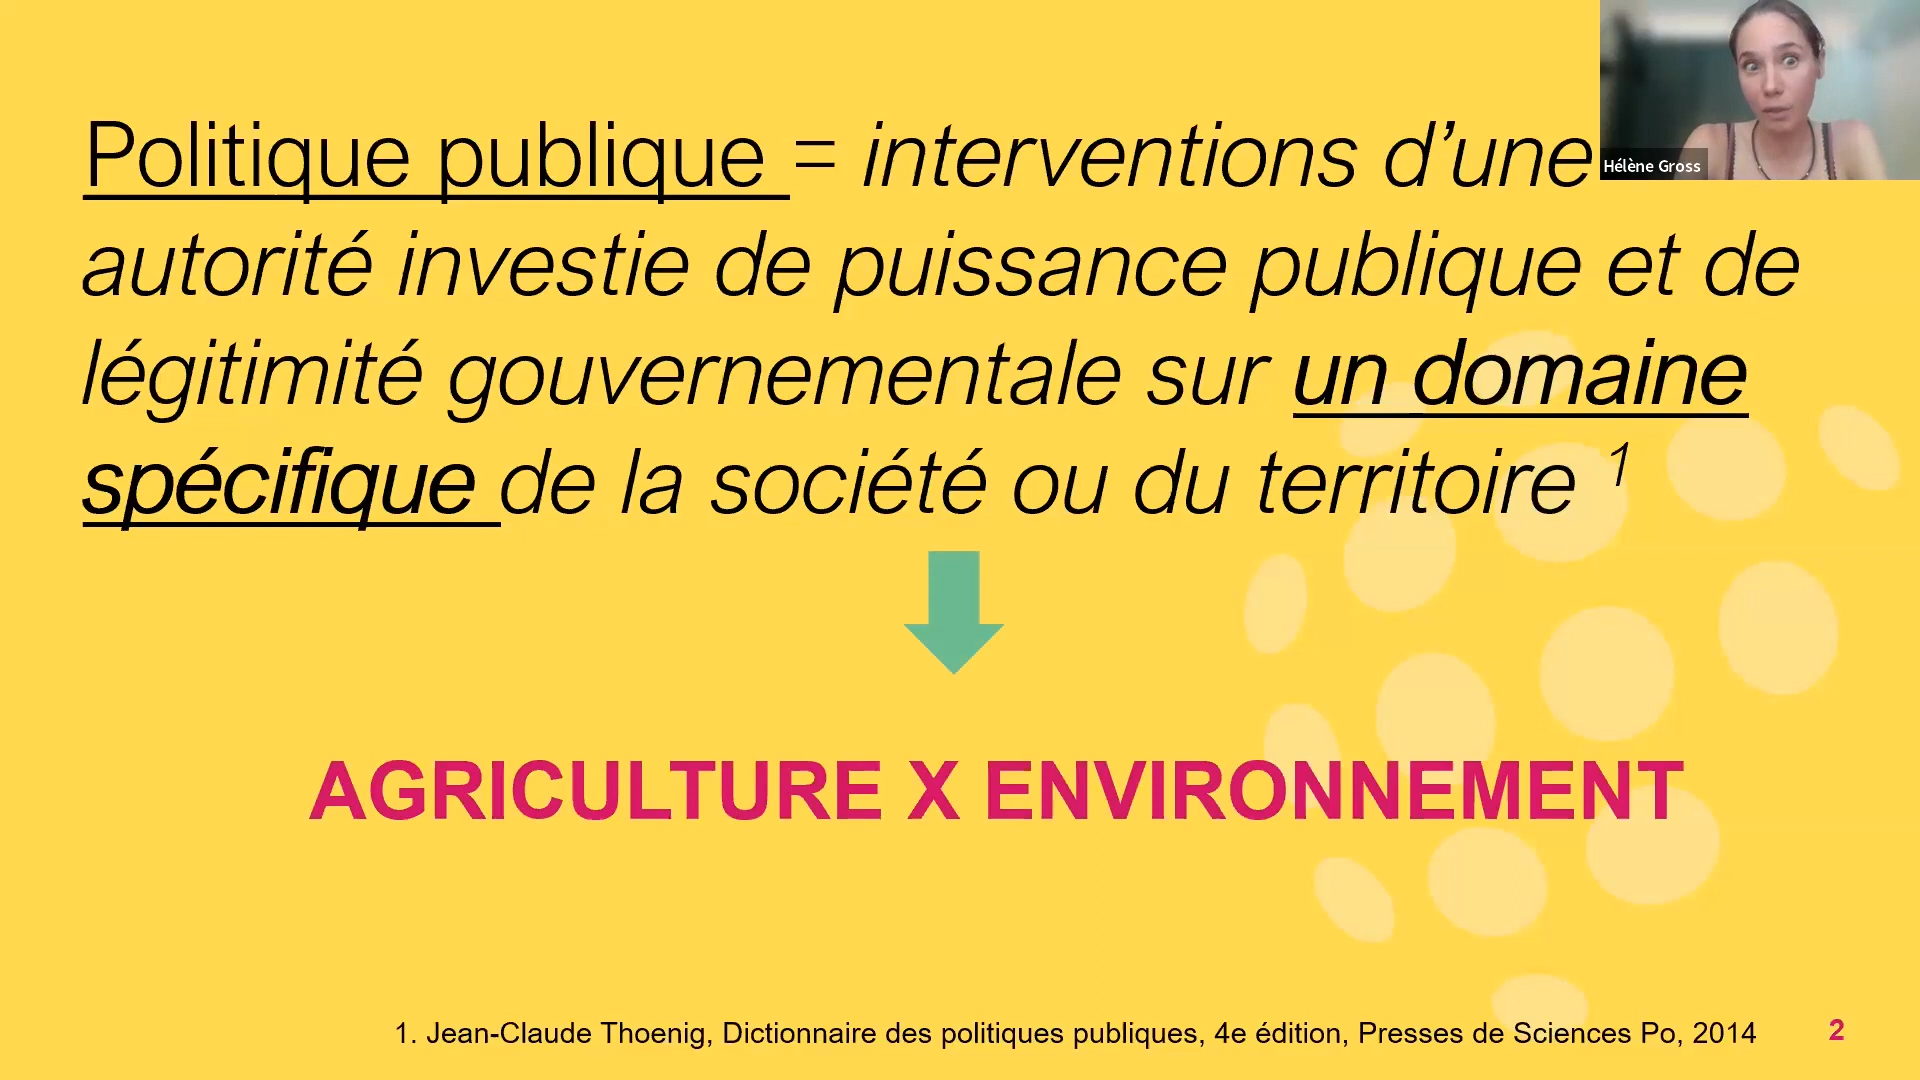 Politique publique = interventions d’une
autorité investie de puissance publique et de
légitimité gouvernementale sur un domaine
spécifique de la société ou du territoire 1
Hélène Gross
AGRICULTURE X ENVIRONNEMENT
1. Jean-Claude Thoenig, Dictionnaire des politiques publiques, 4e édition, Presses de Sciences Po, 2014
2